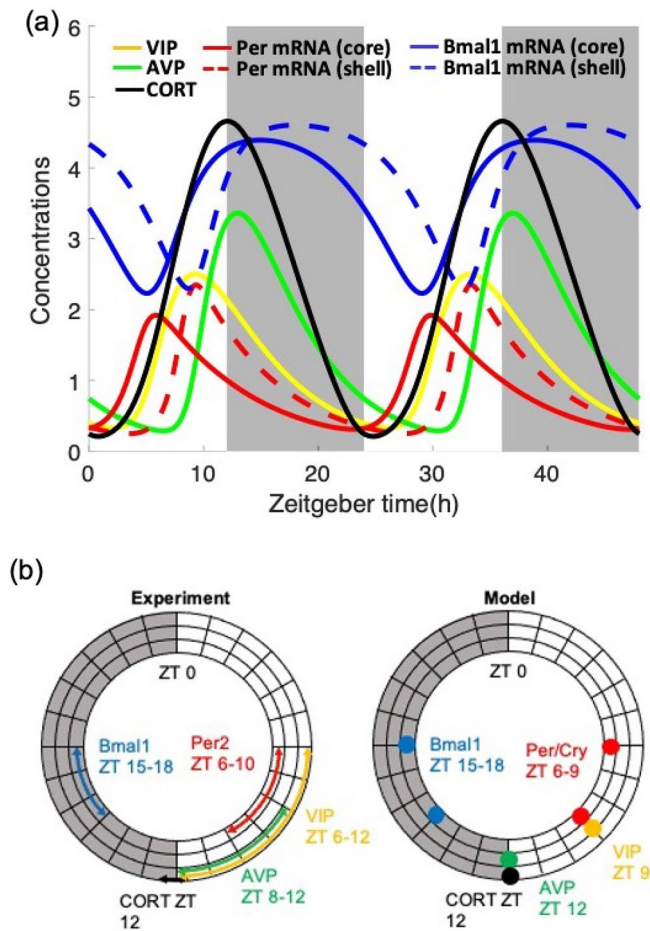 (a)
VIP
Per mRNA (core)
Bmal1 mRNA (core)
AVP
Per mRNA (shell)
Bmal1 mRNA (shell)
CORT
6
5
4
3
2
1
0
Concentrations
0 10 20 30 40
Zeitgeber time(h)
(b)
Experiment
ZT 0
Bmal1
ZT 15-18
Per2
ZT 6-10
VIP
ZT 6-12
AVP
ZT 8-12
CORT ZT
12
Model
ZT 0
Bmal1
ZT 15-18
Per/Cry
ZT 6-9
VIP
ZT 9
AVP
ZT 12
CORT ZT
12